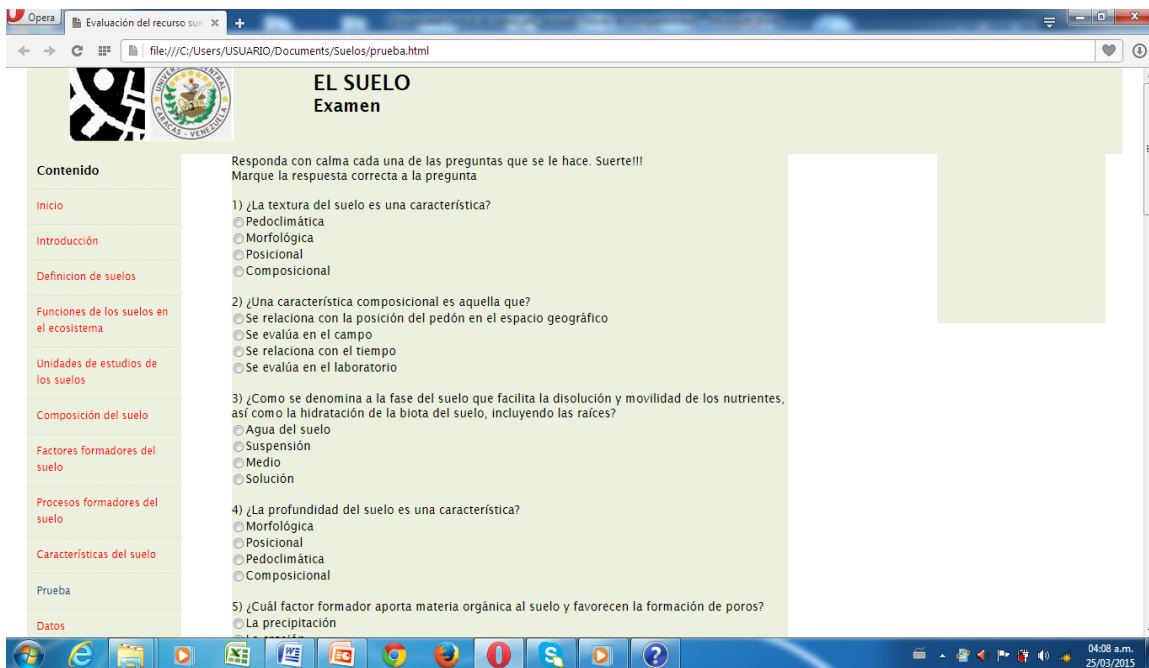 Opera
Evaluación del recurso sue
file:///C:/Users/USUARIO/Documents/Suelos/prueba.html
EL SUELO
Examen
CARACAS - VENEZUELA
Contenido
Inicio
Introducción
Definicion de suelos
Funciones de los suelos en
el ecosistema
Unidades de estudios de
los suelos
Composición del suelo
Factores formadores del
suelo
Procesos formadores del
suelo
Características del suelo
Prueba
Datos
Responda con calma cada una de las preguntas que se le hace. Suerte!!!
Marque la respuesta correcta a la pregunta
1) ¿La textura del suelo es una característica?
Pedoclimática
Morfológica
Posicional
Composicional
2) ¿Una característica composicional es aquella que?
Se relaciona con la posición del pedón en el espacio geográfico
Se evalúa en el campo
Se relaciona con el tiempo
Se evalúa en el laboratorio
3) ¿Como se denomina a la fase del suelo que facilita la disolución y movilidad de los nutrientes,
así como la hidratación de la biota del suelo, incluyendo las raíces?
Agua del suelo
Suspensión
Medio
Solución
4) ¿La profundidad del suelo es una característica?
Morfológica
Posicional
Pedoclimática
Composicional
5) ¿Cuál factor formador aporta materia orgánica al suelo y favorecen la formación de poros?
La precipitación
04:08 a.m.
25/03/2015